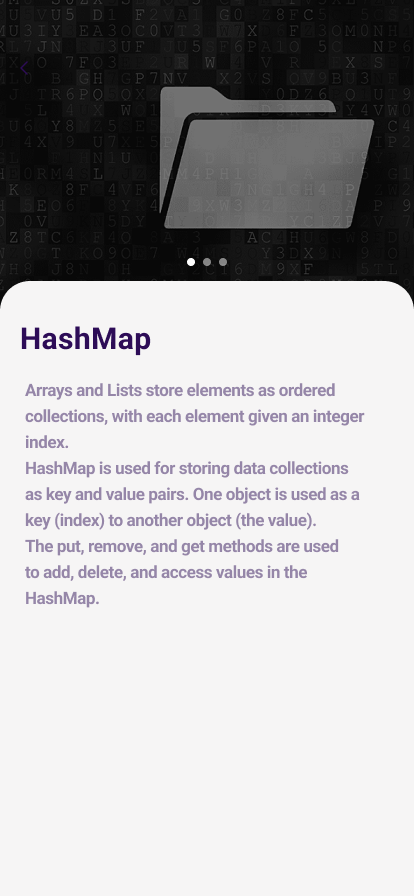 HashMap
Arrays and Lists store elements as ordered
collections, with each element given an integer
index.
HashMap is used for storing data collections
as key and value pairs. One object is used as a
key (index) to another object (the value).
The put, remove, and get methods are used
to add, delete, and access values in the
HashMap.